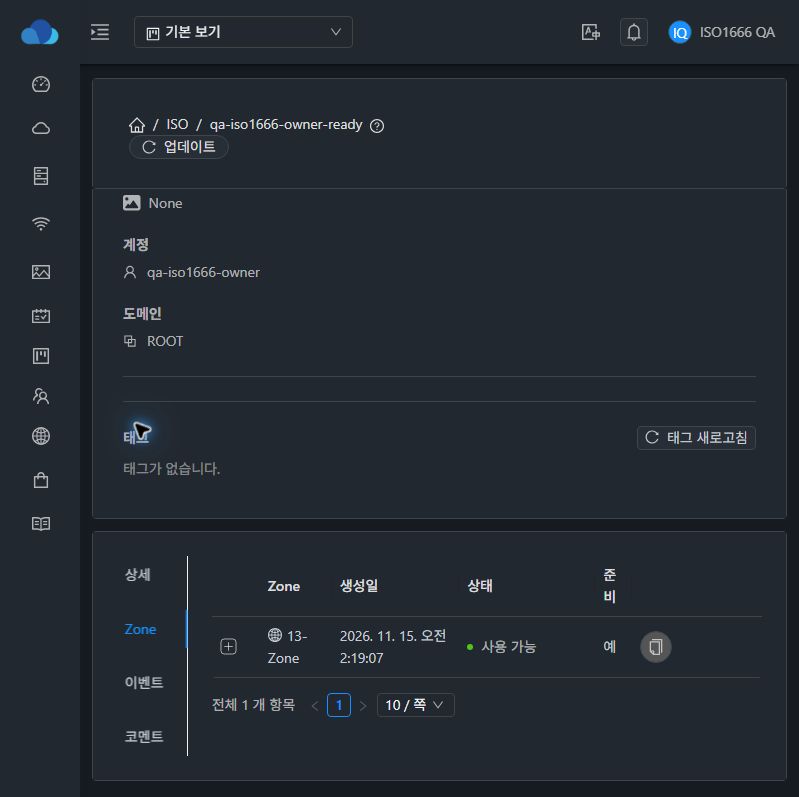 기본 보기
IQ
ISO1666 QA
/ ISO / qa-iso1666-owner-ready
업데이트
None
계정
qa-iso1666-owner
도메인
ROOT
태그
태그 새로고침
태그가 없습니다.
상세
Zone
이벤트
코멘트
Zone 생성일 상태 준비
13-Zone
2026. 11. 15. 오전 2:19:07
사용 가능
예
전체 1 개 항목
< 1 >
10 / 쪽